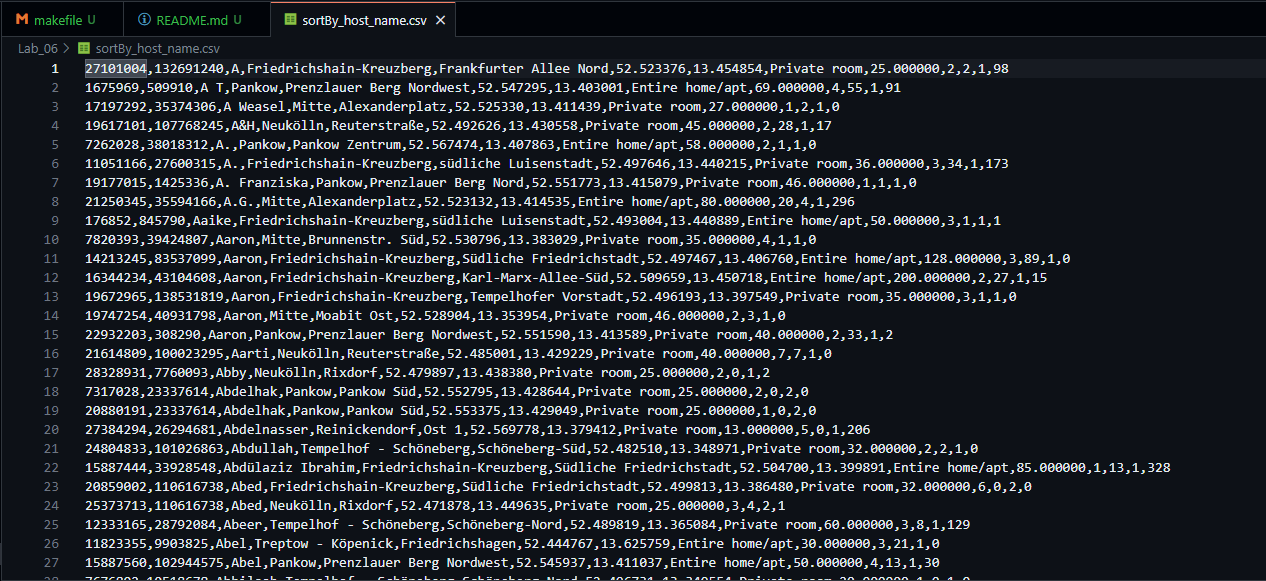 makefile U README.md U sortBy_host_name.csv
Lab_06 > sortBy_host_name.csv
1 27101004,132691240,A,Friedrichshain-Kreuzberg,Frankfurter Allee Nord,52.523376,13.454854,Private room,25.000000,2,2,1,98
2 1675969,509910,A T,Pankow,Prenzlauer Berg Nordwest,52.547295,13.403001,Entire home/apt,69.000000,4,55,1,91
3 17197292,35374306,A Weasel,Mitte,Alexanderplatz,52.525330,13.411439,Private room,27.000000,1,2,1,0
4 19617101,107768245,A&H,Neukölln,Reuterstraße,52.492626,13.430558,Private room,45.000000,2,28,1,17
5 7262028,38018312,A.,Pankow,Pankow Zentrum,52.567474,13.407863,Entire home/apt,58.000000,2,1,1,0
6 11051166,27600315,A.,Friedrichshain-Kreuzberg,südliche Luisenstadt,52.497646,13.440215,Private room,36.000000,3,34,1,173
7 19177015,1425336,A. Franziska,Pankow,Prenzlauer Berg Nord,52.551773,13.415079,Private room,46.000000,1,1,1,0
8 21250345,35594166,A.G.,Mitte,Alexanderplatz,52.523132,13.414535,Entire home/apt,80.000000,20,4,1,296
9 176852,845790,Aaike,Friedrichshain-Kreuzberg,südliche Luisenstadt,52.493004,13.440889,Entire home/apt,50.000000,3,1,1,1
10 7820393,39424807,Aaron,Mitte,Brunnenstr. Süd,52.530796,13.383029,Private room,35.000000,4,1,1,0
11 14213245,83537099,Aaron,Friedrichshain-Kreuzberg,Südliche Friedrichstadt,52.497467,13.406760,Entire home/apt,128.000000,3,89,1,0
12 16344234,43104608,Aaron,Friedrichshain-Kreuzberg,Karl-Marx-Allee-Süd,52.509659,13.450718,Entire home/apt,200.000000,2,27,1,15
13 19672965,138531819,Aaron,Friedrichshain-Kreuzberg,Tempelhofer Vorstadt,52.496193,13.397549,Private room,35.000000,3,1,1,0
14 19747254,40931798,Aaron,Mitte,Moabit Ost,52.528904,13.353954,Private room,46.000000,2,3,1,0
15 22932203,308290,Aaron,Pankow,Prenzlauer Berg Nordwest,52.551590,13.413589,Private room,40.000000,2,33,1,2
16 21614809,100023295,Aarti,Neukölln,Reuterstraße,52.485001,13.429229,Private room,40.000000,7,7,1,0
17 28328931,7760093,Abby,Neukölln,Rixdorf,52.479897,13.438380,Private room,25.000000,2,0,1,2
18 7317028,23337614,Abdelhak,Pankow,Pankow Süd,52.552795,13.428644,Private room,25.000000,2,0,2,0
19 20880191,23337614,Abdelhak,Pankow,Pankow Süd,52.553375,13.429049,Private room,25.000000,1,0,2,0
20 27384294,26294681,Abdelnasser,Reinickendorf,Ost 1,52.569778,13.379412,Private room,13.000000,5,0,1,206
21 24804833,101026863,Abdullah,Tempelhof - Schöneberg,Schöneberg-Süd,52.482510,13.348971,Private room,32.000000,2,2,1,0
22 15887444,33928548,Abdülaziz Ibrahim,Friedrichshain-Kreuzberg,Südliche Friedrichstadt,52.504700,13.399891,Entire home/apt,85.000000,1,13,1,328
23 20859002,110616738,Abed,Friedrichshain-Kreuzberg,Südliche Friedrichstadt,52.499813,13.386480,Private room,32.000000,6,0,2,0
24 25373713,110616738,Abed,Neukölln,Rixdorf,52.471878,13.449635,Private room,25.000000,3,4,2,1
25 12333165,28792084,Abeer,Tempelhof - Schöneberg,Schöneberg-Nord,52.489819,13.365084,Private room,60.000000,3,8,1,129
26 11823355,9903825,Abel,Treptow - Köpenick,Friedrichshagen,52.444767,13.625759,Entire home/apt,30.000000,3,21,1,0
27 15887560,102944575,Abel,Pankow,Prenzlauer Berg Nordwest,52.545937,13.411037,Entire home/apt,50.000000,4,13,1,30